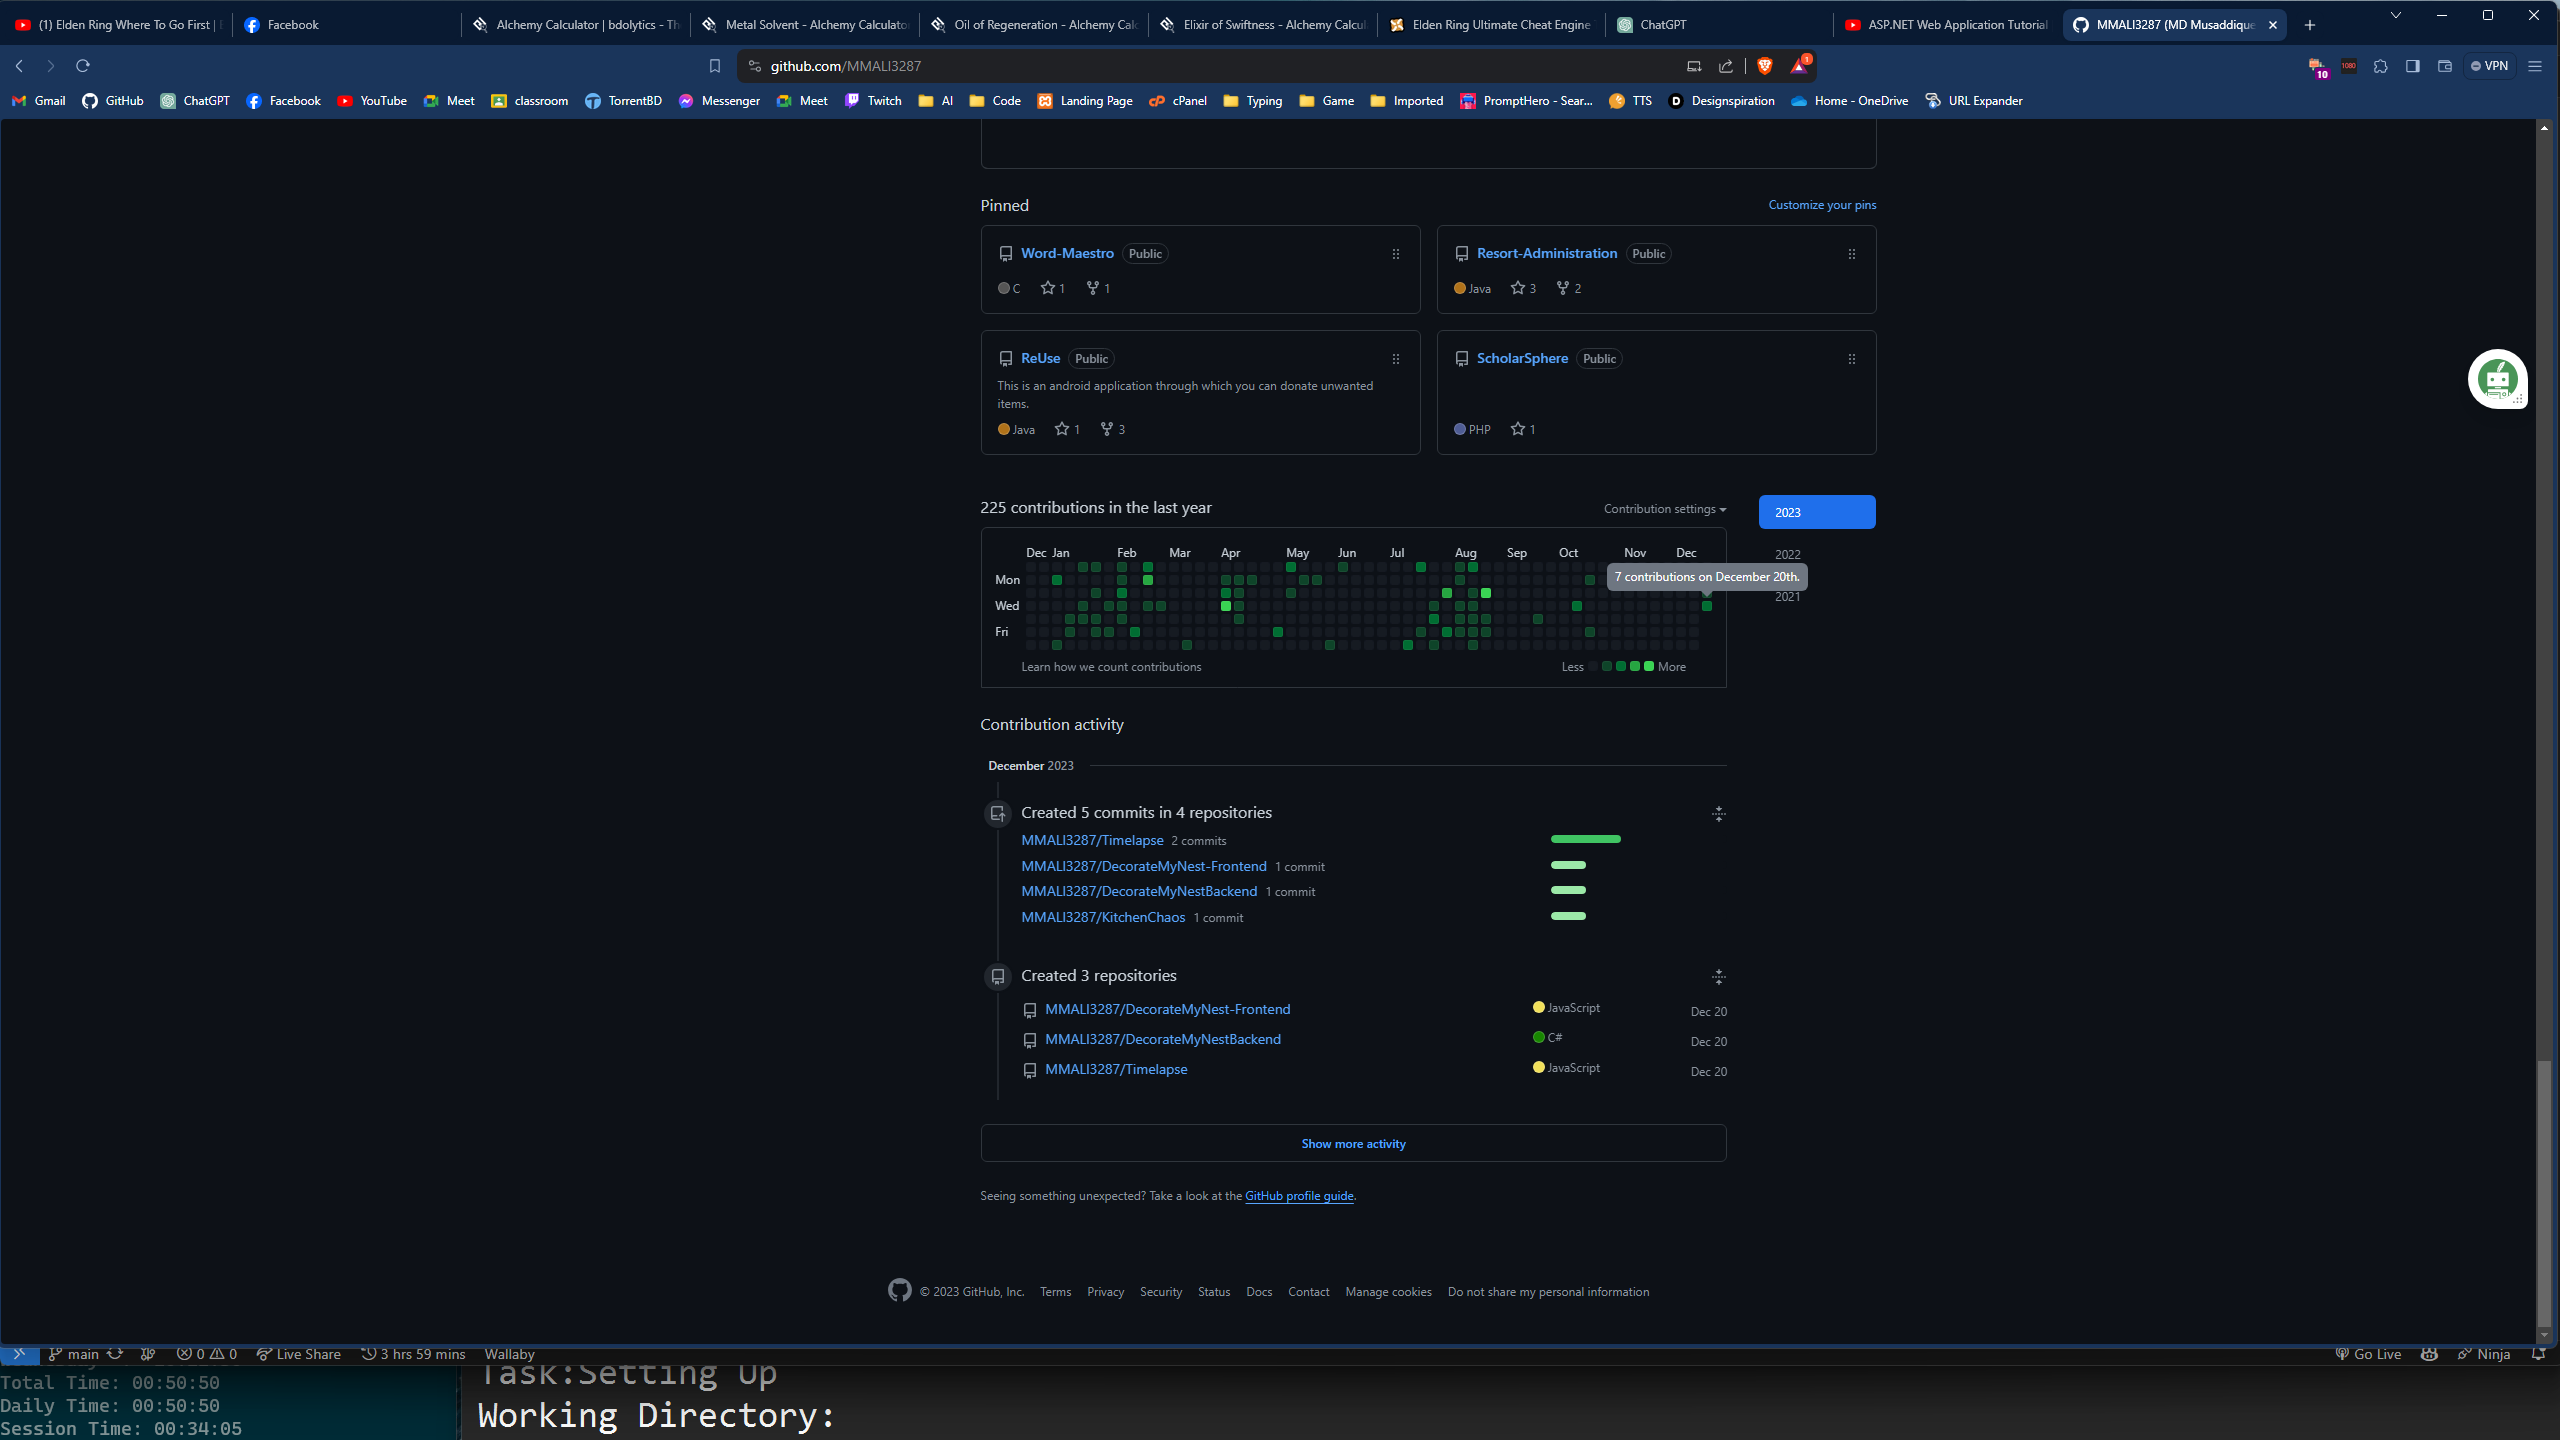 (1) Elden Ring Where To Go First |
Facebook
Alchemy Calculator | bdolytics - Th
Metal Solvent - Alchemy Calculator
Oil of Regeneration - Alchemy Calc
Elixir of Swiftness - Alchemy Calcul
Elden Ring Ultimate Cheat Engine
ChatGPT
ASP.NET Web Application Tutorial
MMALI3287 (MD Musaddique
github.com/MMALI3287
1
10
1080
VPN
Gmail
GitHub
ChatGPT
Facebook
YouTube
Meet
classroom
TorrentBD
Messenger
Meet
Twitch
AI
Code
Landing Page
cPanel
Typing
Game
Imported
PromptHero - Sear...
TTS
Designspiration
Home - OneDrive
URL Expander
Pinned
Customize your pins
Word-Maestro Public
C 1 1
Resort-Administration Public
Java 3 2
ReUse Public
This is an android application through which you can donate unwanted
items.
Java 1 3
ScholarSphere Public
PHP 1
225 contributions in the last year
Contribution settings
2023
2022
2021
Dec Jan Feb Mar Apr May Jun Jul Aug Sep Oct Nov Dec
Mon
Wed
Fri
7 contributions on December 20th.
Learn how we count contributions
Less More
Contribution activity
December 2023
Created 5 commits in 4 repositories
MMALI3287/Timelapse 2 commits
MMALI3287/DecorateMyNest-Frontend 1 commit
MMALI3287/DecorateMyNestBackend 1 commit
MMALI3287/KitchenChaos 1 commit
Created 3 repositories
MMALI3287/DecorateMyNest-Frontend JavaScript Dec 20
MMALI3287/DecorateMyNestBackend C# Dec 20
MMALI3287/Timelapse JavaScript Dec 20
Show more activity
Seeing something unexpected? Take a look at the GitHub profile guide.
© 2023 GitHub, Inc. Terms Privacy Security Status Docs Contact Manage cookies Do not share my personal information
main 0 0 Live Share 3 hrs 59 mins Wallaby Go Live Ninja
Total Time: 00:50:50
Daily Time: 00:50:50
Session Time: 00:34:05
Task:Setting Up
Working Directory: